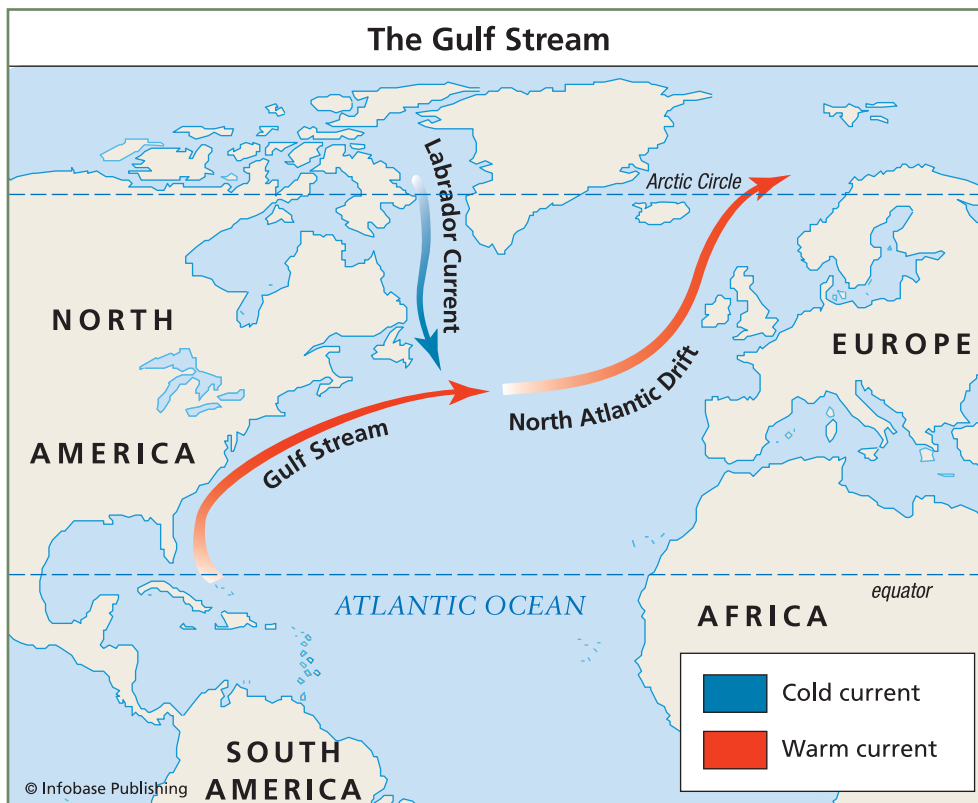 The Gulf Stream
Labrador Current
Arctic Circle
NORTH
AMERICA
EUROPE
North Atlantic Drift
Gulf Stream
ATLANTIC OCEAN
equator
AFRICA
SOUTH
AMERICA
Cold current
Warm current
© Infobase Publishing